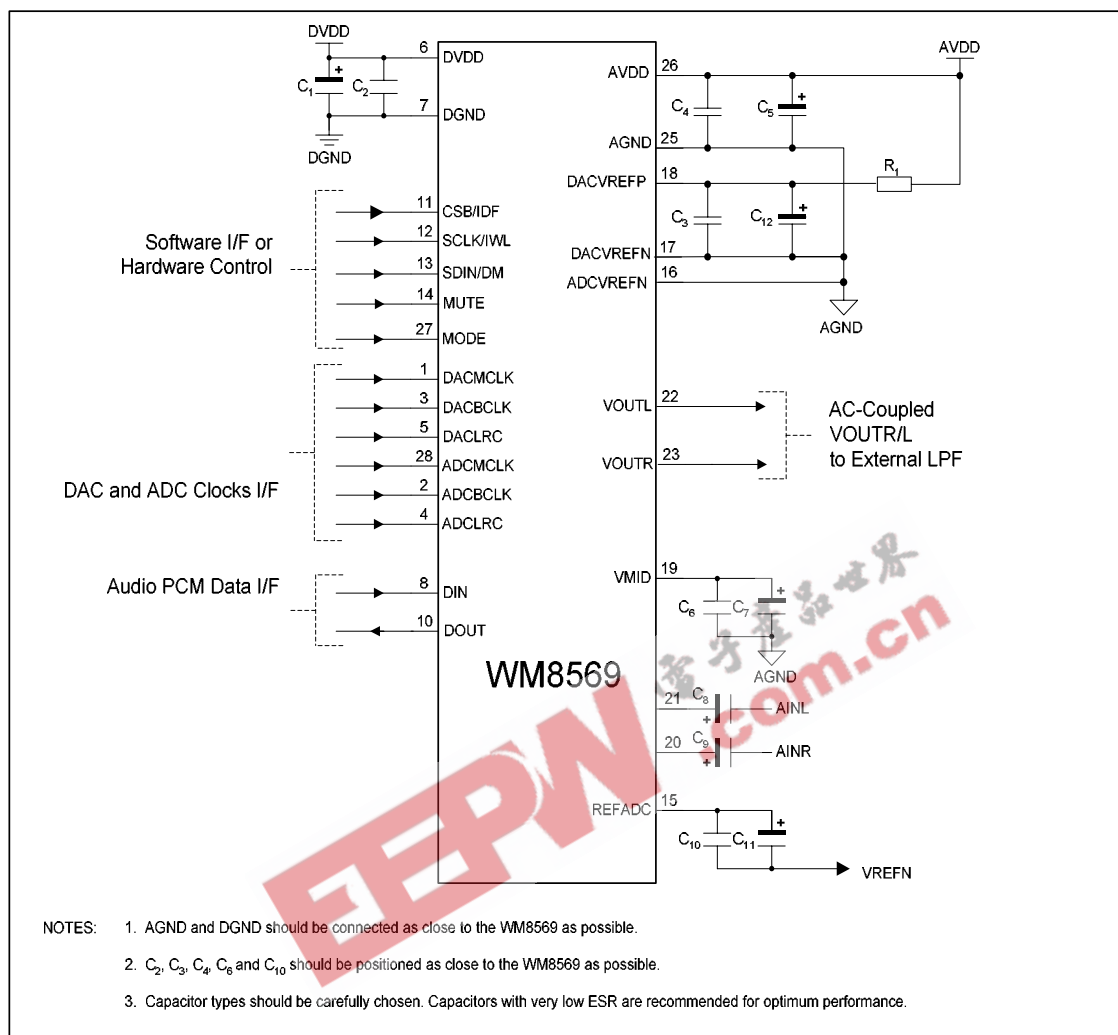 DVDD
6
DVDD
+
C1
C2
7
DGND
DGND
Software I/F or
Hardware Control
11
CSB/IDF
12
SCLK/IWL
13
SDIN/DM
14
MUTE
27
MODE
DAC and ADC Clocks I/F
1
DACMCLK
3
DACBCLK
5
DACLRC
28
ADCMCLK
2
ADCBCLK
4
ADCLRC
Audio PCM Data I/F
8
DIN
10
DOUT
WM8569
AVDD
AVDD
26
C4
C5
+
AGND
25
DACVREFP
18
R1
C3
C12
+
DACVREFN
17
ADCVREFN
16
AGND
VOUTL
22
VOUTR
23
AC-Coupled
VOUTR/L
to External LPF
VMID
19
C6
C7
+
AGND
21
C8
+
AINL
20
C9
+
AINR
REFADC
15
C10
C11
+
VREFN
EEPW
.com.cn
電子產品世界
NOTES: 1. AGND and DGND should be connected as close to the WM8569 as possible.
2. C2, C3, C4, C6 and C10 should be positioned as close to the WM8569 as possible.
3. Capacitor types should be carefully chosen. Capacitors with very low ESR are recommended for optimum performance.